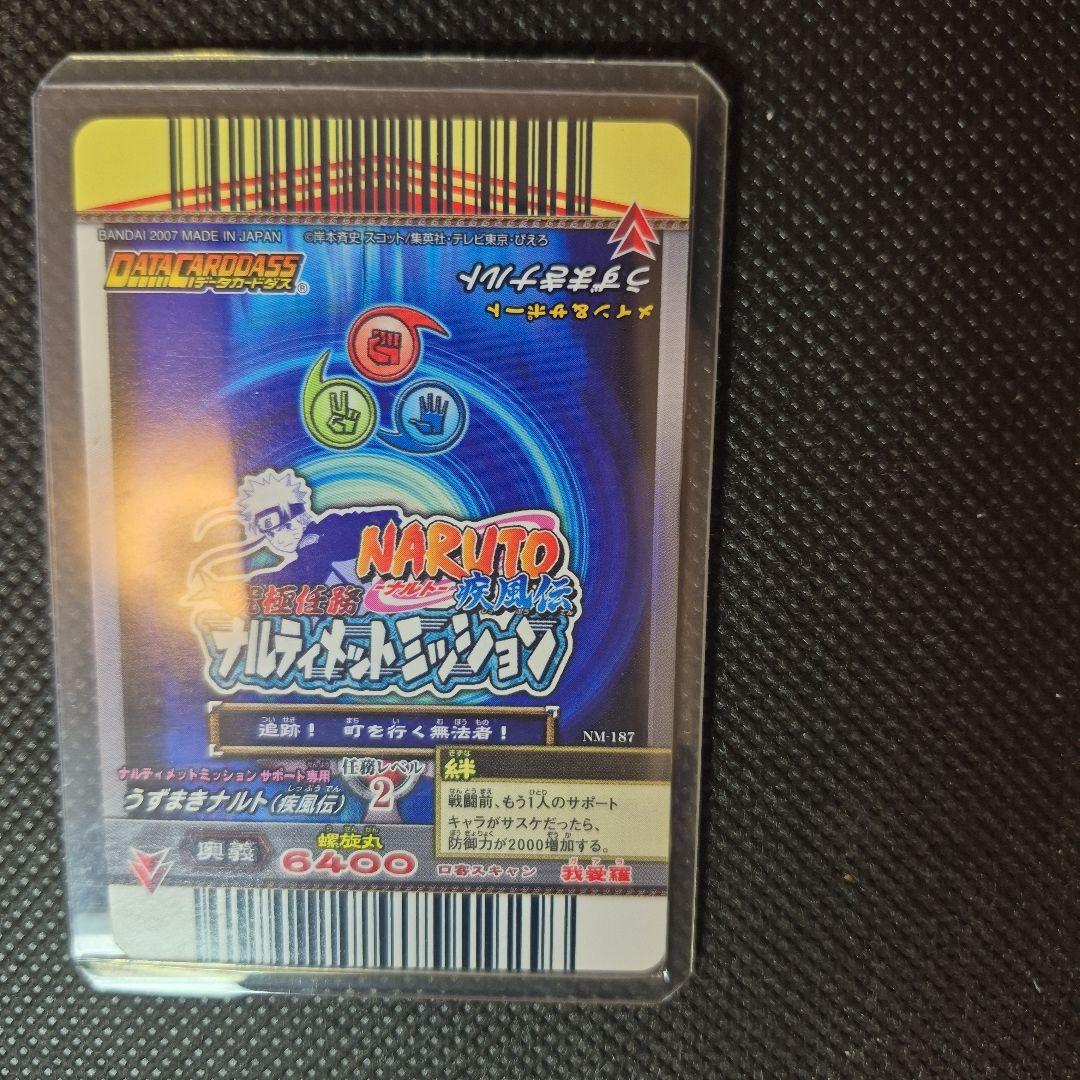 BANDAI 2007 MADE IN JAPAN ©岸本斉史 スコット/集英社・テレビ東京・ぴえろ
DATACARDDASS
データカードダス®
うずまきナルト
メイン&サポート
NARUTO
-ナルト-
疾風伝
究極任務
ナルティメットミッション
追跡! 町を行く無法者!
NM-187
ナルティメットミッション サポート専用
うずまきナルト(疾風伝)
任務レベル
2
絆
戦闘前、もう1人のサポート
キャラがサスケだったら、
防御力が2000増加する。
奥義
螺旋丸
6400
口寄スキャン
我愛羅